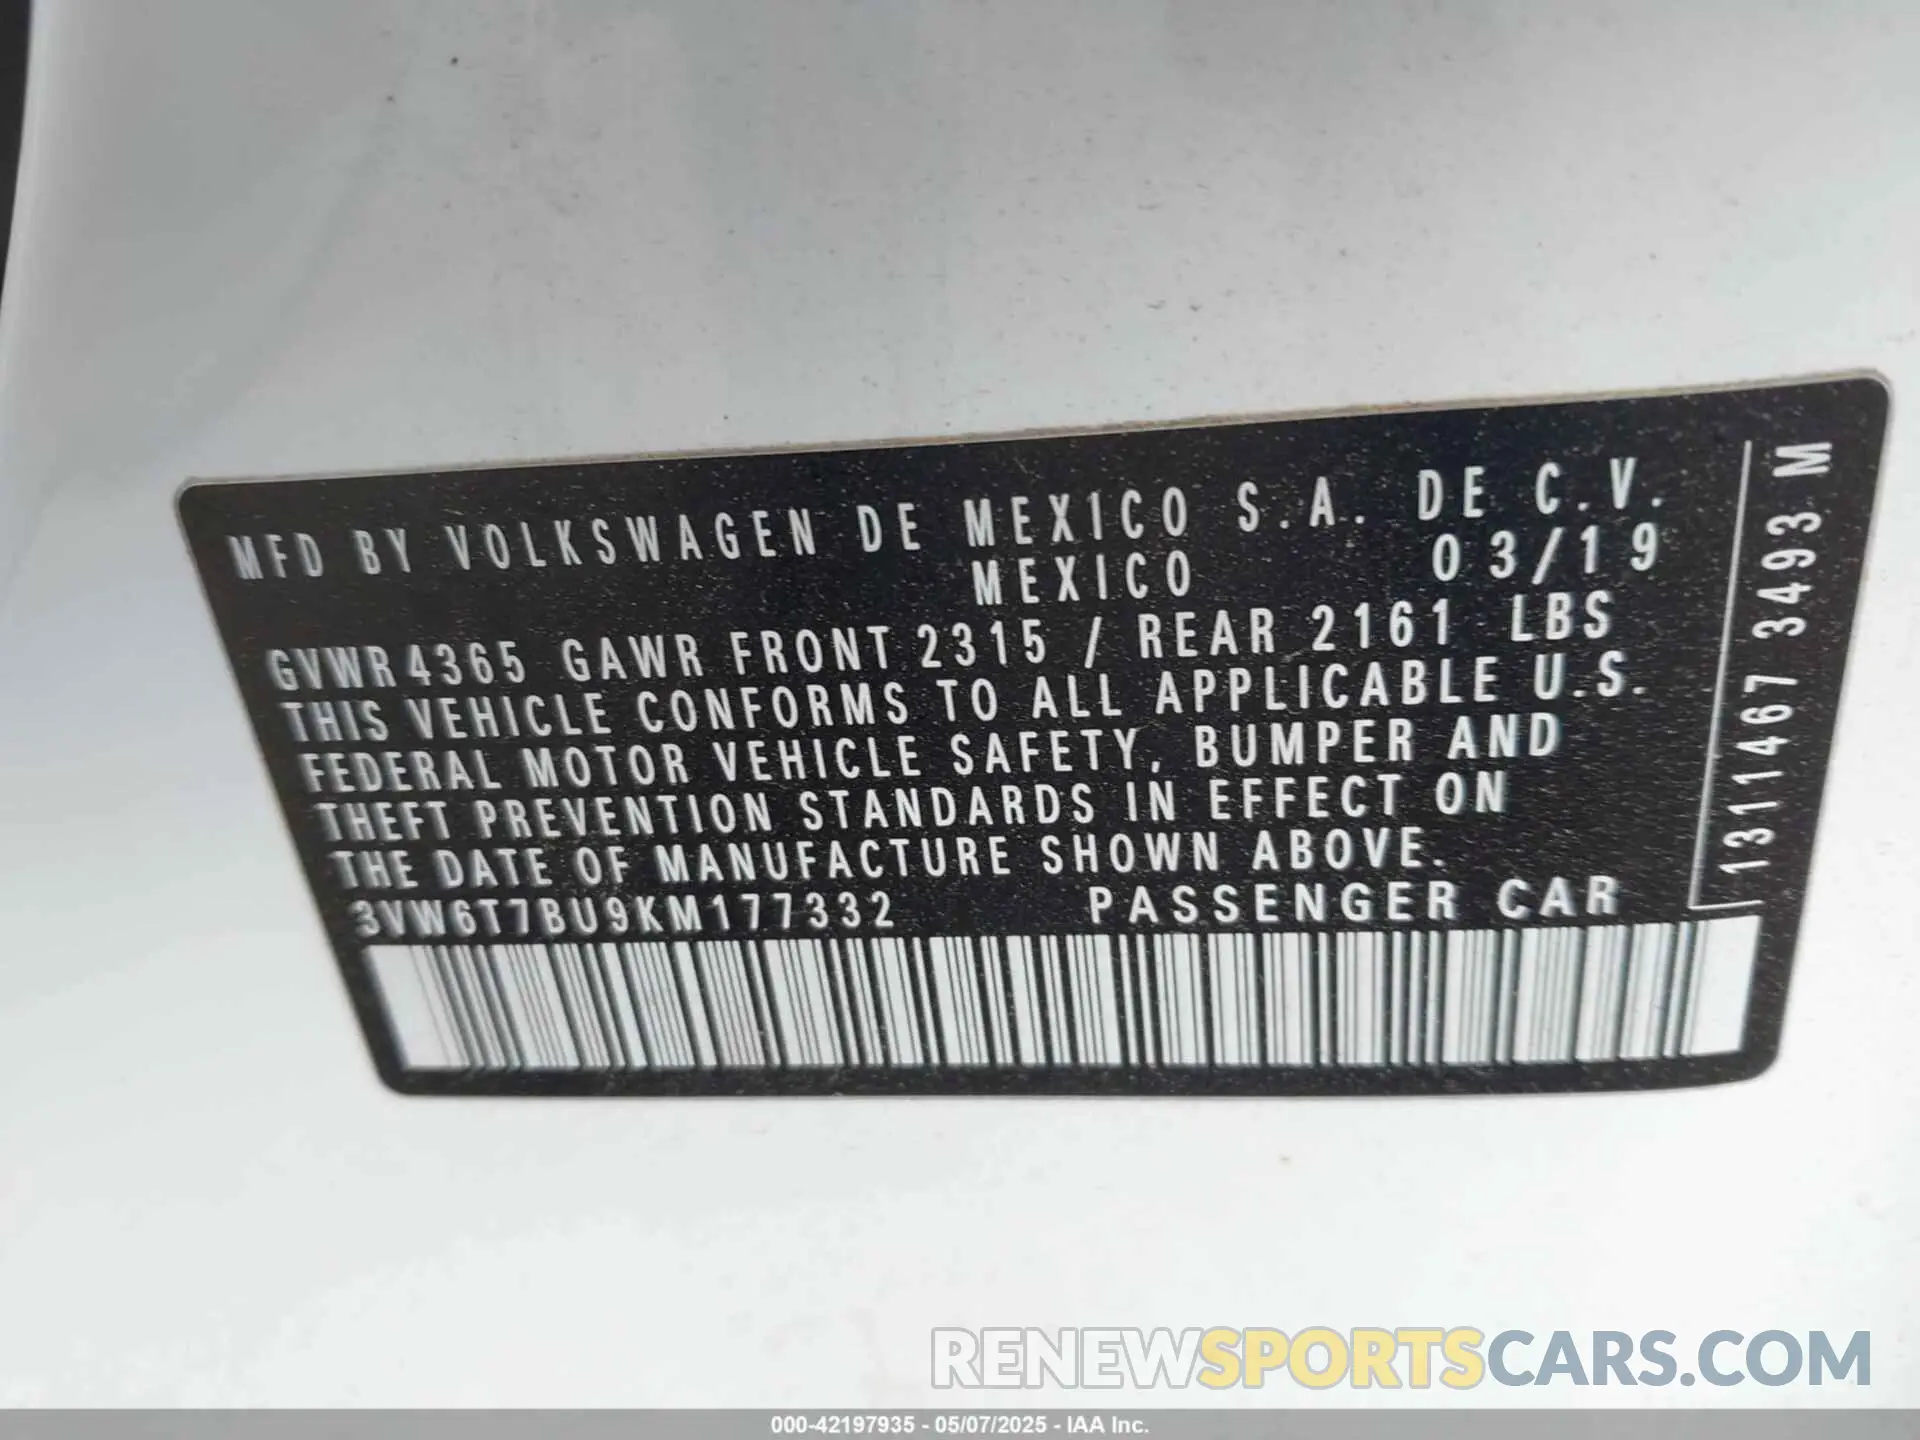 MFD BY VOLKSWAGEN DE MEXICO S.A. DE C.V.
MEXICO 03/19
GVWR 4365 GAWR FRONT 2315 / REAR 2161 LBS
THIS VEHICLE CONFORMS TO ALL APPLICABLE U.S.
FEDERAL MOTOR VEHICLE SAFETY, BUMPER AND
THEFT PREVENTION STANDARDS IN EFFECT ON
THE DATE OF MANUFACTURE SHOWN ABOVE.
3VW6T7BU9KM177332 PASSENGER CAR
1311467 3493 M
RENEWSPORTSCARS.COM
000-42197935 - 05/07/2025 - IAA Inc.